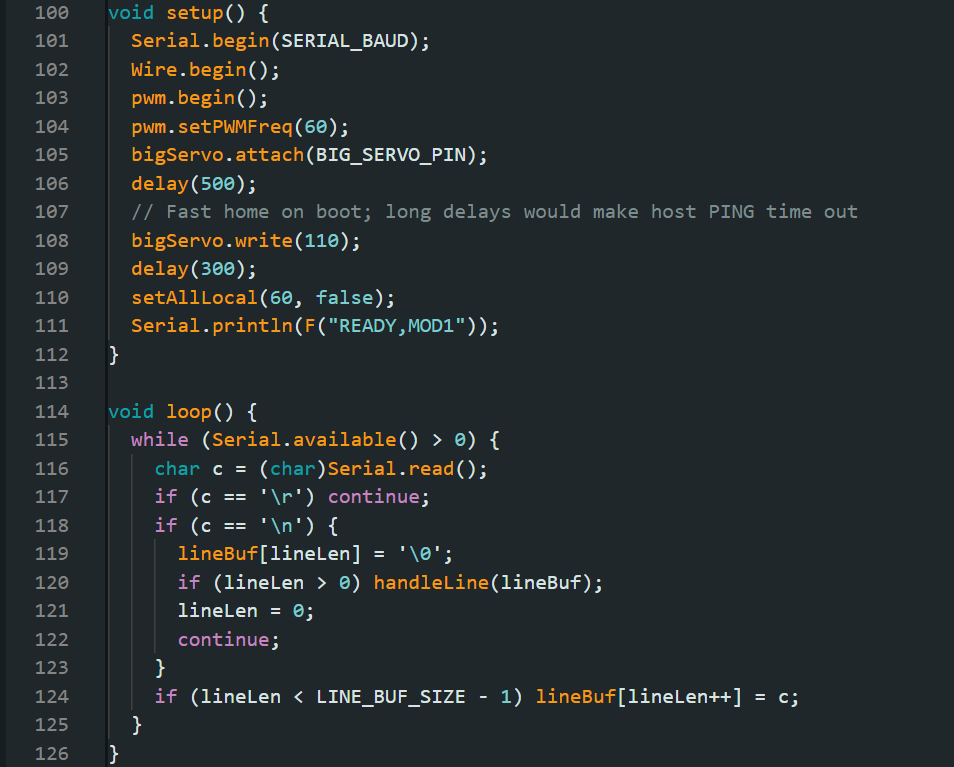 100 void setup() {
101   Serial.begin(SERIAL_BAUD);
102   Wire.begin();
103   pwm.begin();
104   pwm.setPWMFreq(60);
105   bigServo.attach(BIG_SERVO_PIN);
106   delay(500);
107   // Fast home on boot; long delays would make host PING time out
108   bigServo.write(110);
109   delay(300);
110   setAllLocal(60, false);
111   Serial.println(F("READY,MOD1"));
112 }
113
114 void loop() {
115   while (Serial.available() > 0) {
116     char c = (char)Serial.read();
117     if (c == '\r') continue;
118     if (c == '\n') {
119       lineBuf[lineLen] = '\0';
120       if (lineLen > 0) handleLine(lineBuf);
121       lineLen = 0;
122       continue;
123     }
124     if (lineLen < LINE_BUF_SIZE - 1) lineBuf[lineLen++] = c;
125   }
126 }